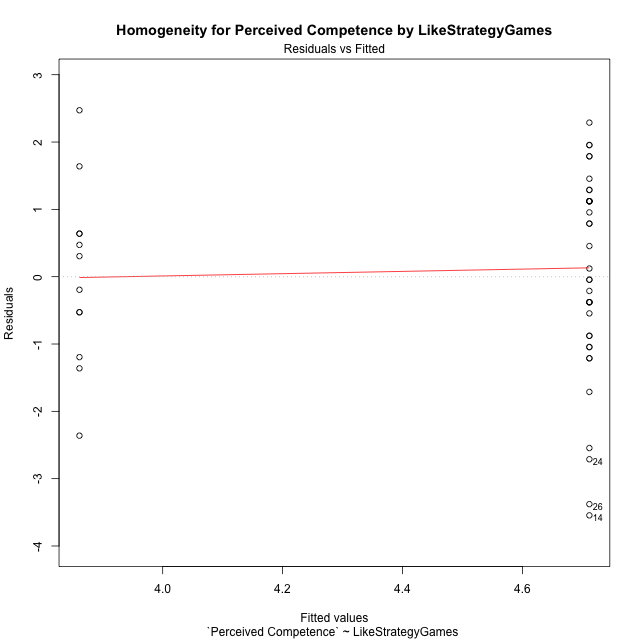 Homogeneity for Perceived Competence by LikeStrategyGames
Residuals vs Fitted
3
2
1
0
-1
-2
-3
-4
Residuals
24
26
14
4.0 4.2 4.4 4.6
Fitted values
`Perceived Competence` ~ LikeStrategyGames